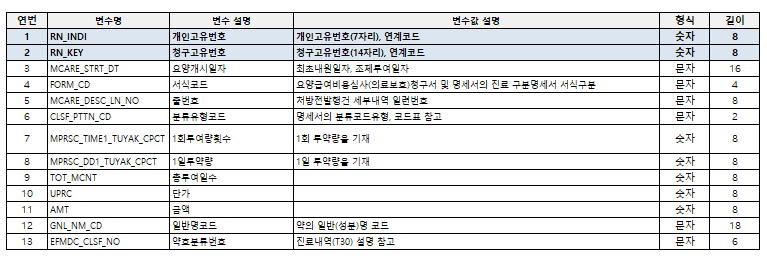 연번 변수명 변수 설명 변수값 설명 형식 길이
1 RN_INDI 개인고유번호 개인고유번호(7자리), 연계코드 숫자 8
2 RN_KEY 청구고유번호 청구고유번호(14자리), 연계코드 숫자 8
3 MCARE_STRT_DT 요양개시일자 최초내원일자, 조제투여일자 문자 16
4 FORM_CD 서식코드 요양급여비용심사(의료보호)청구서 및 명세서의 진료 구분명세서 서식구분 문자 4
5 MCARE_DESC_LN_NO 줄번호 처방전발행건 세부내역 일련번호 문자 8
6 CLSF_PTTN_CD 분류유형코드 명세서의 분류코드유형, 코드표 참고 문자 2
7 MPRSC_TIME1_TUYAK_CPCT 1회투여량횟수 1회 투약량을 기재 숫자 8
8 MPRSC_DD1_TUYAK_CPCT 1일투약량 1일 투약량을 기재 숫자 8
9 TOT_MCNT 총투여일수 숫자 8
10 UPRC 단가 숫자 8
11 AMT 금액 숫자 8
12 GNL_NM_CD 일반명코드 약의 일반(성분)명 코드 문자 18
13 EFMDC_CLSF_NO 약효분류번호 진료내역(T30) 설명 참고 문자 6